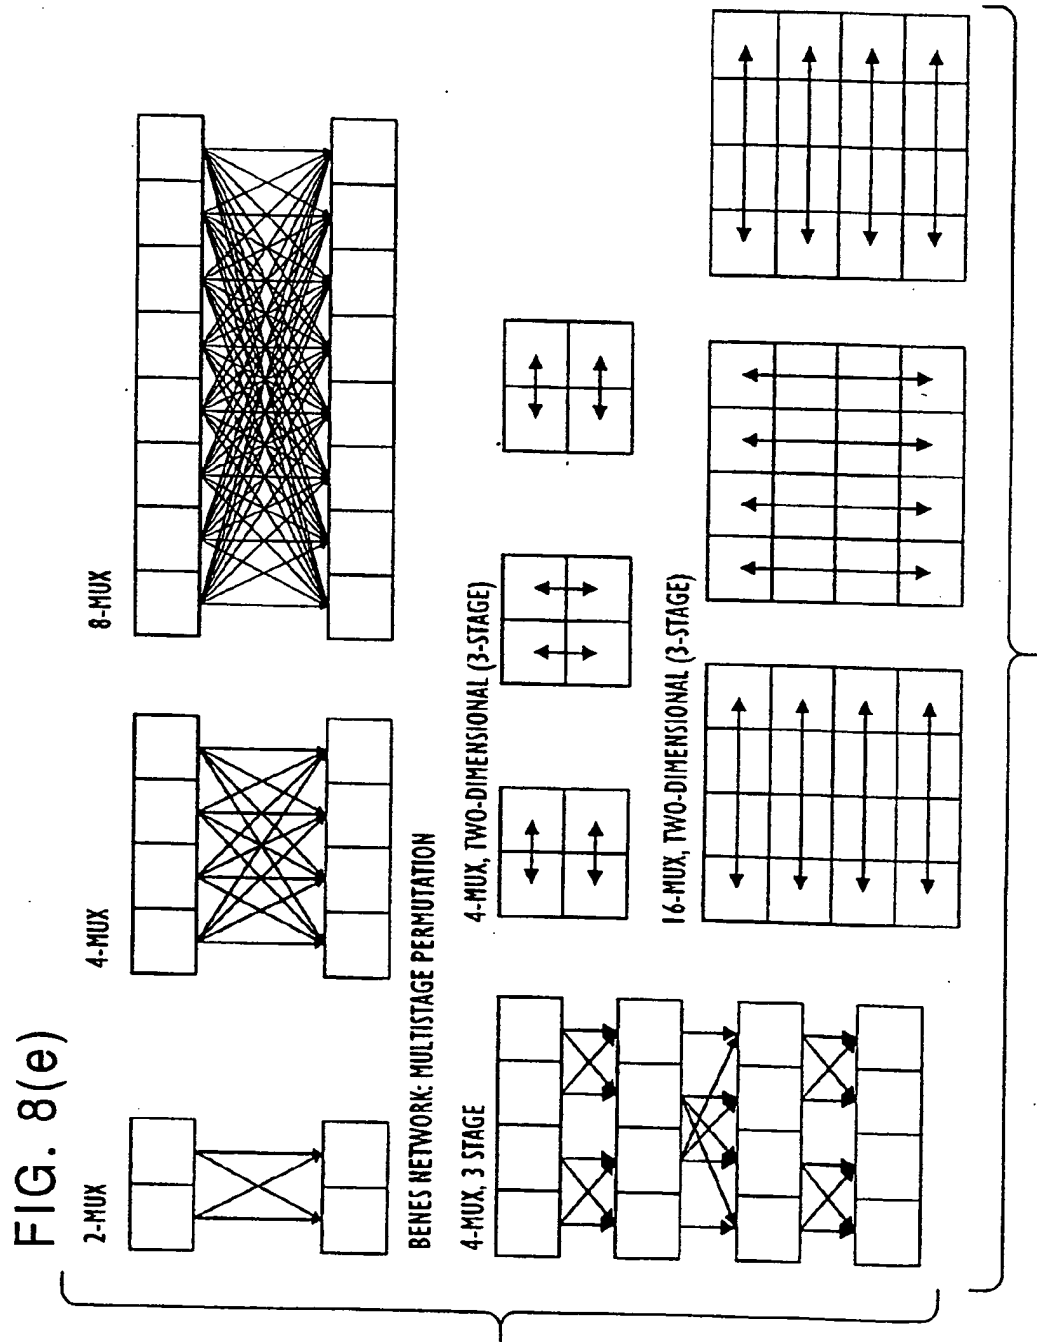 FIG. 8(e)
2-MUX
4-MUX
8-MUX
BENES NETWORK: MULTISTAGE PERMUTATION
4-MUX, 3 STAGE
4-MUX, TWO-DIMENSIONAL (3-STAGE)
16-MUX, TWO-DIMENSIONAL (3-STAGE)